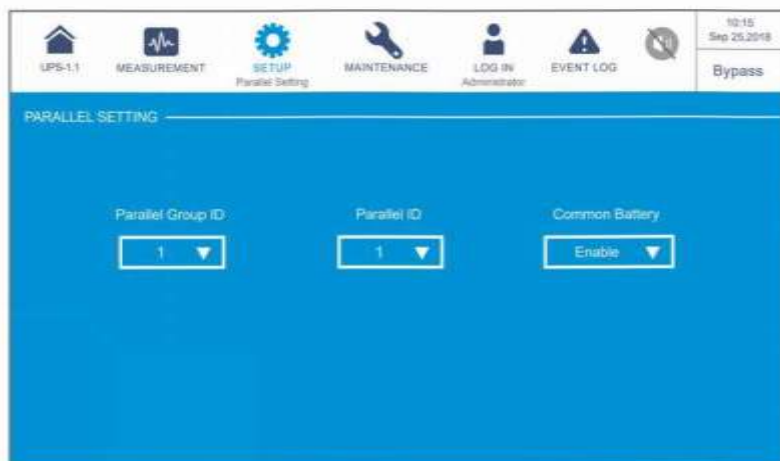 10:15
Sep 25,2018
UPS-1.1
MEASUREMENT
SETUP
Parallel Setting
MAINTENANCE
LOG IN
Administrator
EVENT LOG
Bypass
PARALLEL SETTING
Parallel Group ID
Parallel ID
Common Battery
1
1
Enable